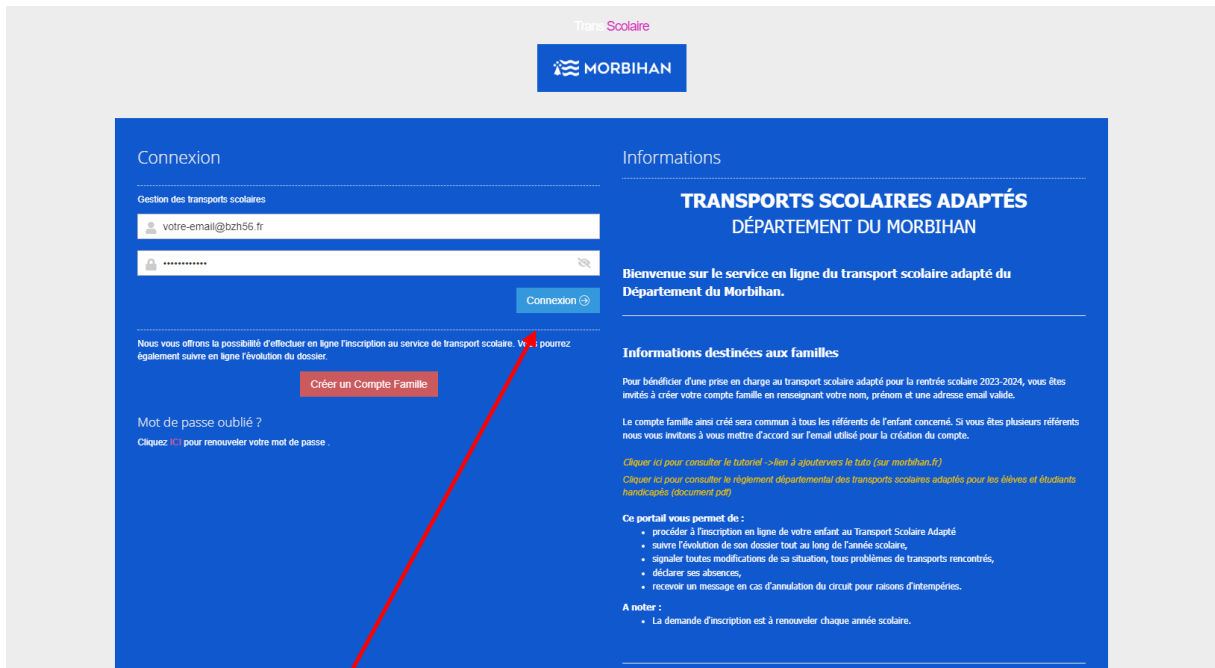 Trans Scolaire
MORBIHAN
Connexion
Gestion des transports scolaires
votre-email@bzh56.fr
••••••••••••
Connexion
Nous vous offrons la possibilité d'effectuer en ligne l'inscription au service de transport scolaire. Vous pourrez
également suivre en ligne l'évolution du dossier.
Créer un Compte Famille
Mot de passe oublié ?
Cliquez ICI pour renouveler votre mot de passe .
Informations
TRANSPORTS SCOLAIRES ADAPTÉS
DÉPARTEMENT DU MORBIHAN
Bienvenue sur le service en ligne du transport scolaire adapté du
Département du Morbihan.
Informations destinées aux familles
Pour bénéficier d'une prise en charge au transport scolaire adapté pour la rentrée scolaire 2023-2024, vous êtes
invités à créer votre compte famille en renseignant votre nom, prénom et une adresse email valide.
Le compte famille ainsi créé sera commun à tous les référents de l'enfant concerné. Si vous êtes plusieurs référents
nous vous invitons à vous mettre d'accord sur l'email utilisé pour la création du compte.
Cliquer ici pour consulter le tutoriel ->lien à ajoutervers le tuto (sur morbihan.fr)
Cliquer ici pour consulter le règlement départemental des transports scolaires adaptés pour les élèves et étudiants
handicapés (document pdf)
Ce portail vous permet de :
• procéder à l'inscription en ligne de votre enfant au Transport Scolaire Adapté
• suivre l'évolution de son dossier tout au long de l'année scolaire,
• signaler toutes modifications de sa situation, tous problèmes de transports rencontrés,
• déclarer ses absences,
• recevoir un message en cas d'annulation du circuit pour raisons d'intempéries.
A noter :
• La demande d'inscription est à renouveler chaque année scolaire.